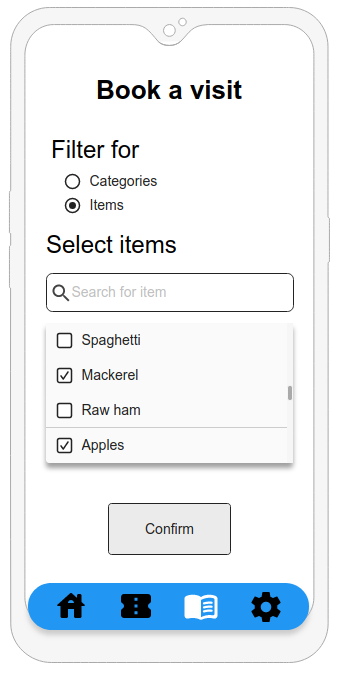 Book a visit
Filter for
Categories
Items
Select items
Search for item
Spaghetti
Mackerel
Raw ham
Apples
Confirm